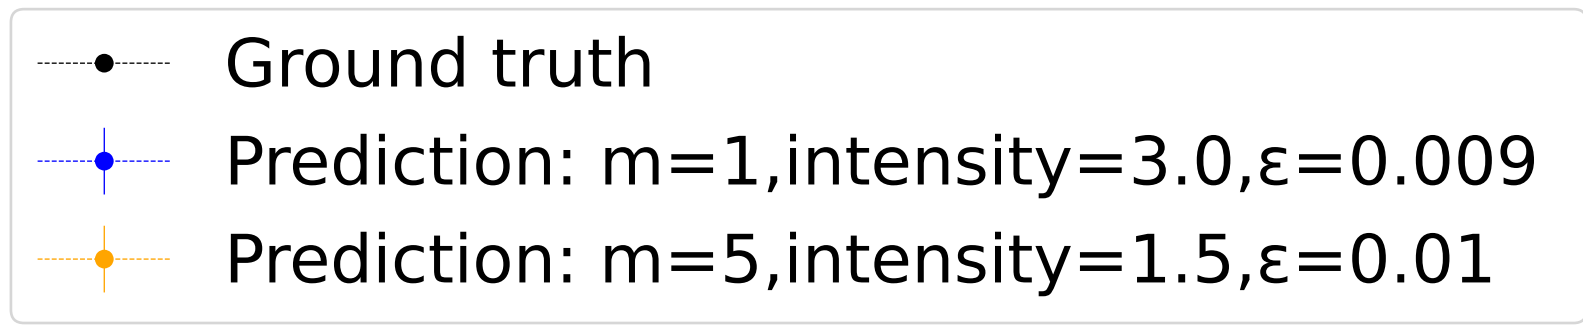 Ground truth
Prediction: m=1,intensity=3.0,ε=0.009
Prediction: m=5,intensity=1.5,ε=0.01